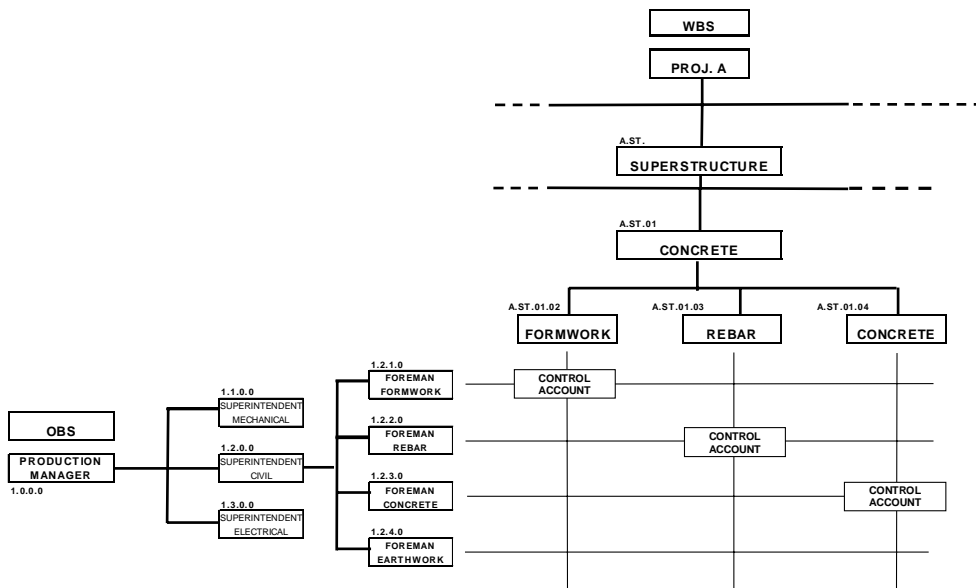 WBS
PROJ. A
A.ST.
SUPERSTRUCTURE
A.ST.01
CONCRETE
A.ST.01.02
A.ST.01.03
A.ST.01.04
FORMWORK
REBAR
CONCRETE
1.2.1.0
FOREMAN
FORMWORK
CONTROL
ACCOUNT
1.1.0.0
SUPERINTENDENT
MECHANICAL
OBS
1.2.2.0
FOREMAN
REBAR
CONTROL
ACCOUNT
PRODUCTION
MANAGER
1.0.0.0
1.2.0.0
SUPERINTENDENT
CIVIL
1.2.3.0
FOREMAN
CONCRETE
CONTROL
ACCOUNT
1.3.0.0
SUPERINTENDENT
ELECTRICAL
1.2.4.0
FOREMAN
EARTHWORK